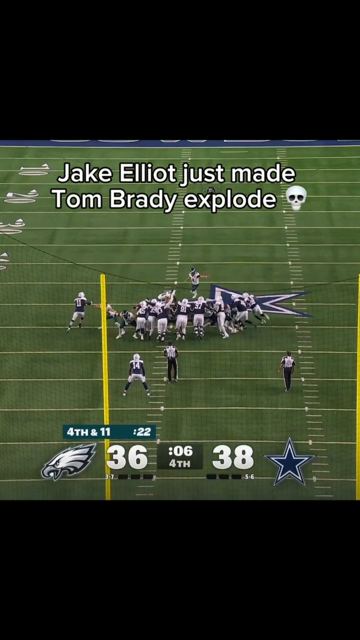 Jake Elliot just made
Tom Brady explode 💀
4TH & 11 :22
36 :06 38
4TH